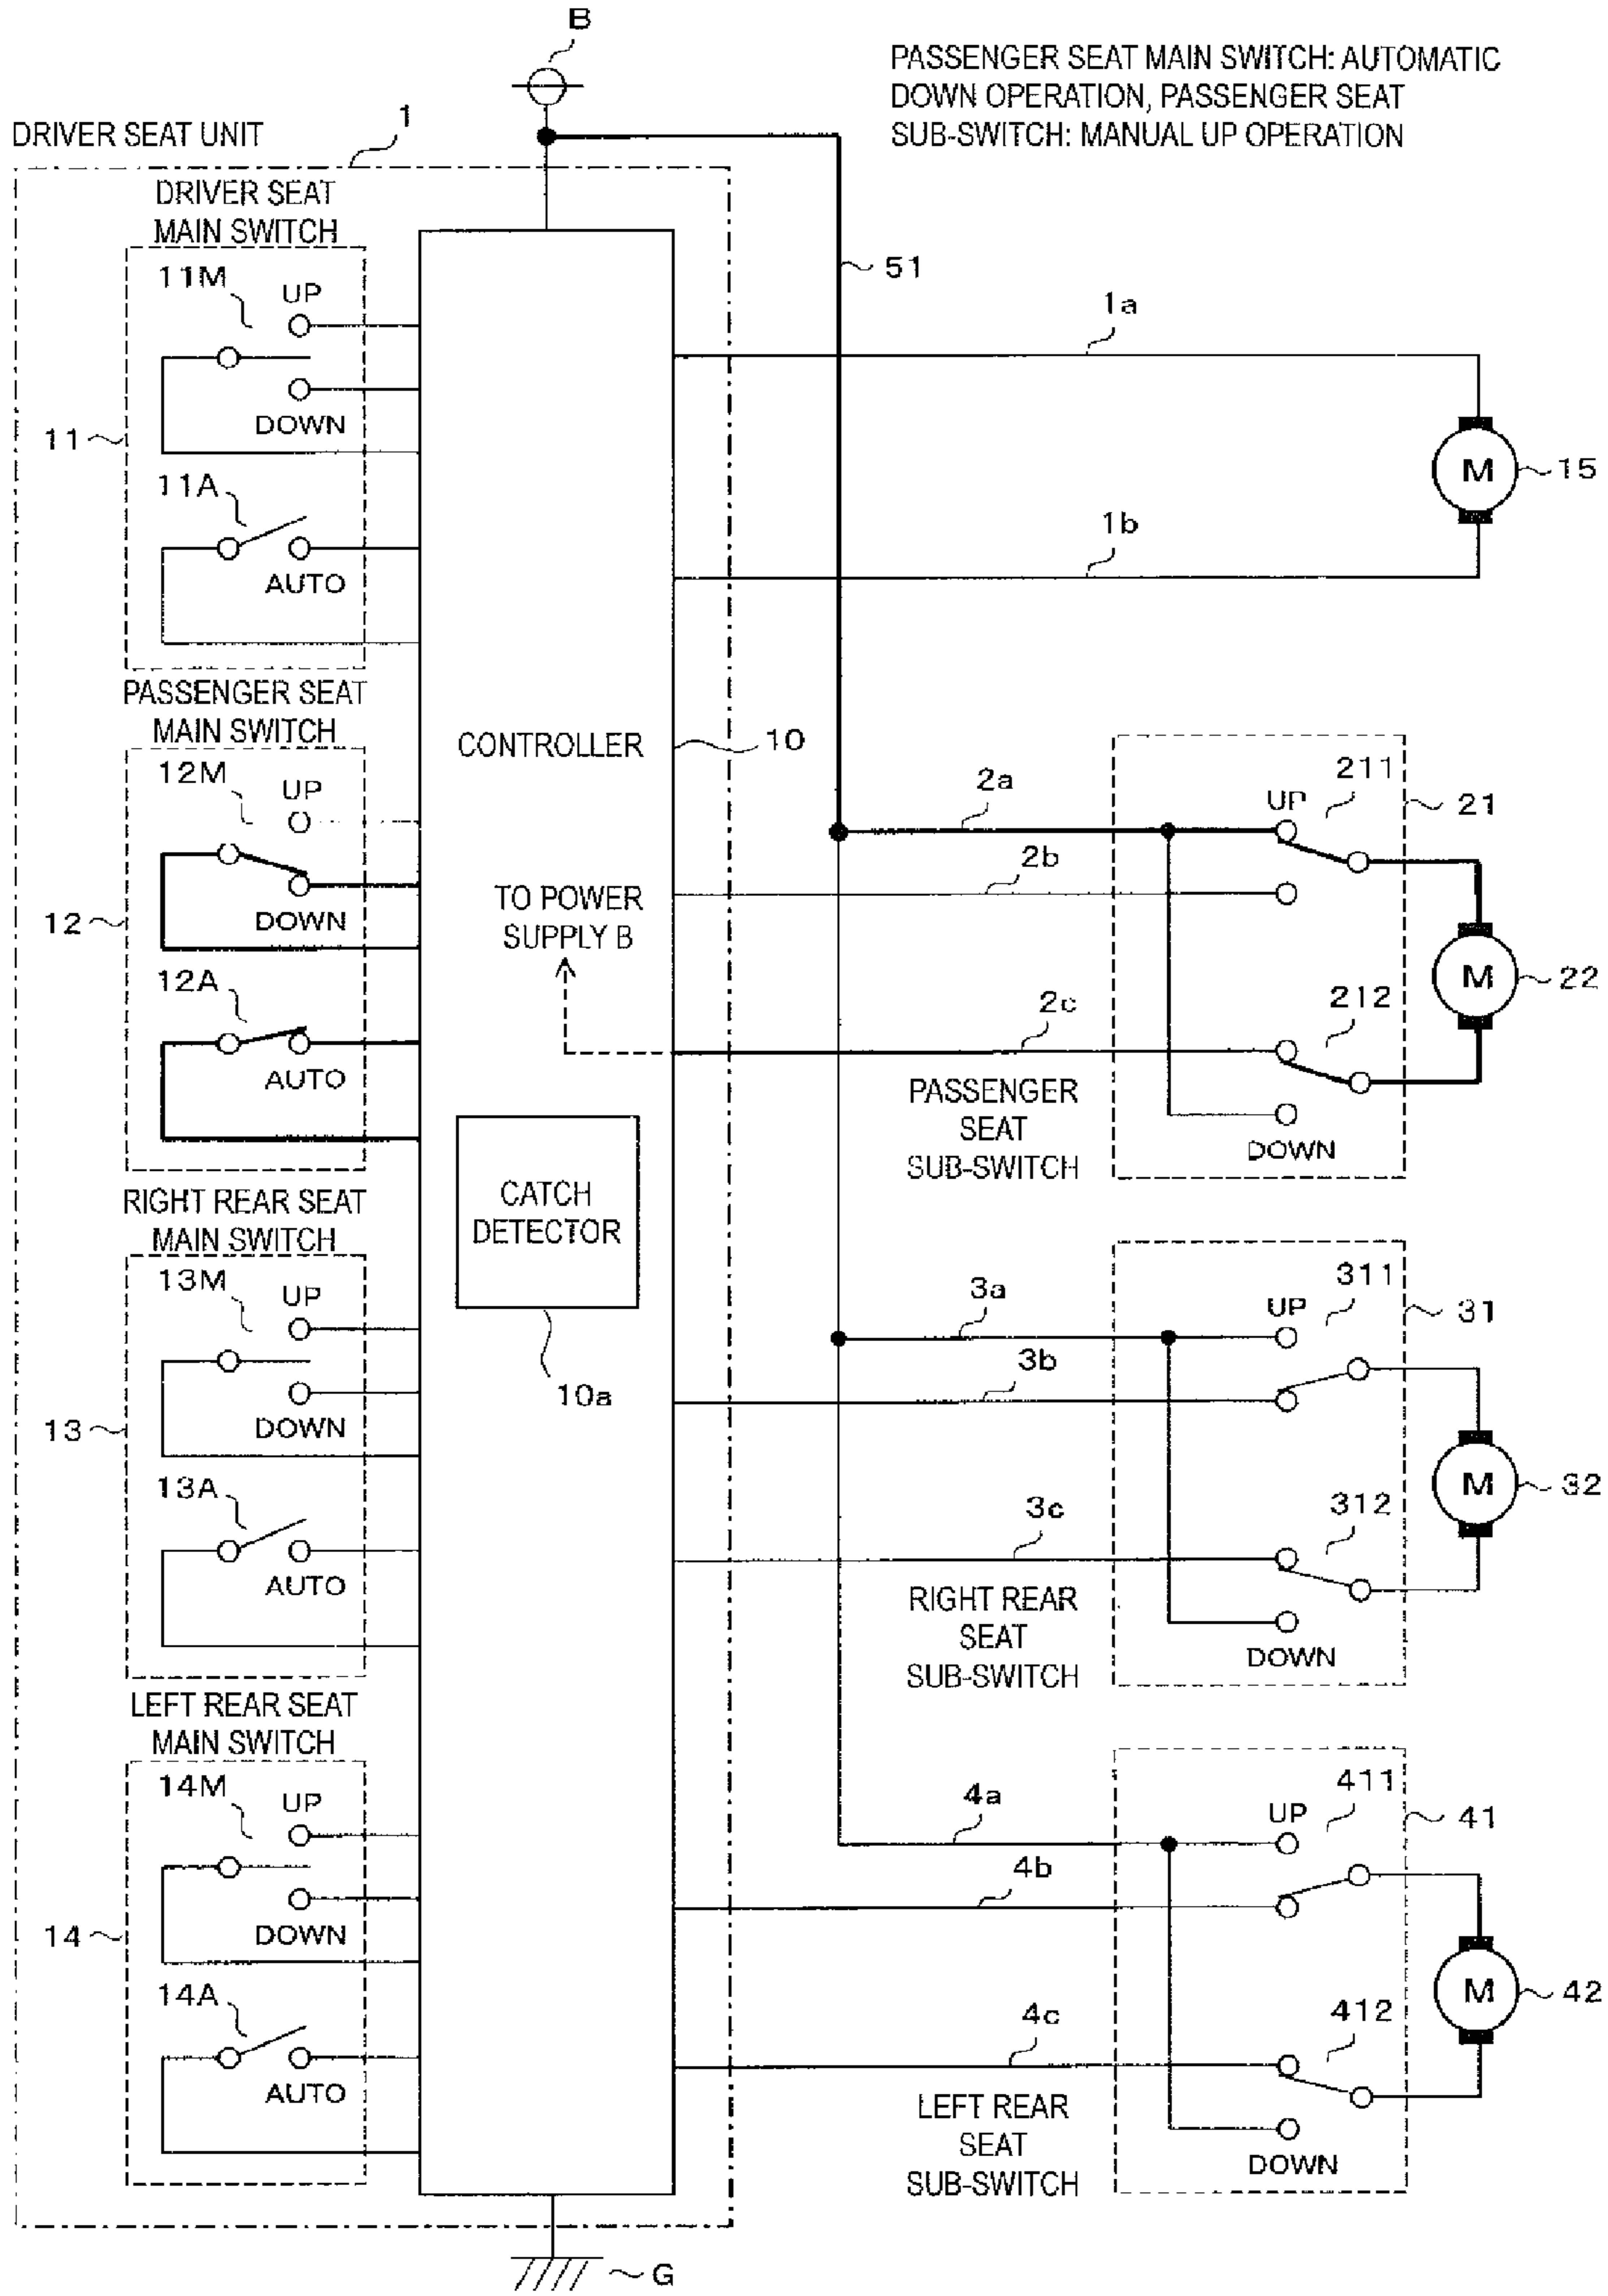 B
PASSENGER SEAT MAIN SWITCH: AUTOMATIC
DOWN OPERATION, PASSENGER SEAT
SUB-SWITCH: MANUAL UP OPERATION
DRIVER SEAT UNIT
1
DRIVER SEAT
MAIN SWITCH
11M
UP
DOWN
11
11A
AUTO
51
1a
M
15
1b
PASSENGER SEAT
MAIN SWITCH
12M
UP
DOWN
12
12A
AUTO
CONTROLLER
10
TO POWER
SUPPLY B
CATCH
DETECTOR
10a
2a
2b
2c
UP
211
21
212
DOWN
M
22
PASSENGER
SEAT
SUB-SWITCH
RIGHT REAR SEAT
MAIN SWITCH
13M
UP
DOWN
13
13A
AUTO
3a
3b
3c
UP
311
31
312
DOWN
M
32
RIGHT REAR
SEAT
SUB-SWITCH
LEFT REAR SEAT
MAIN SWITCH
14M
UP
DOWN
14
14A
AUTO
4a
4b
4c
UP
411
41
412
DOWN
M
42
LEFT REAR
SEAT
SUB-SWITCH
G